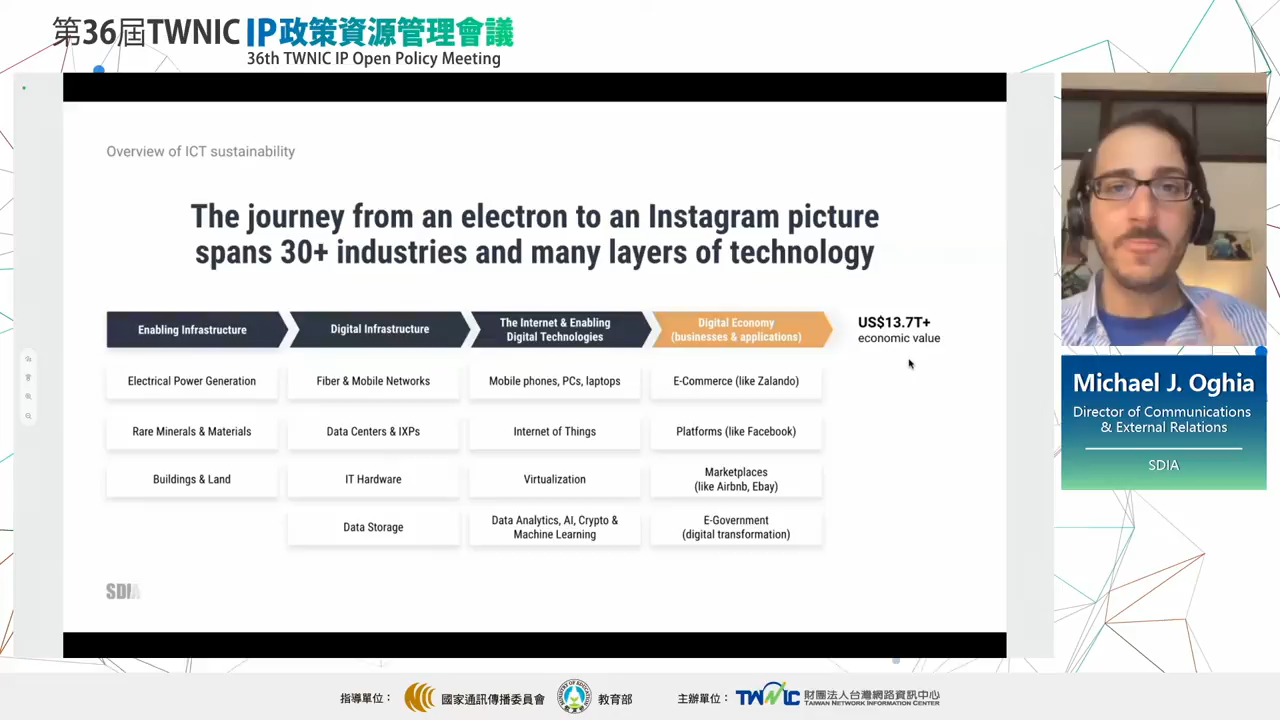 第36屆TWNIC IP政策資源管理會議
36th TWNIC IP Open Policy Meeting
Overview of ICT sustainability
The journey from an electron to an Instagram picture
spans 30+ industries and many layers of technology
Enabling Infrastructure
Electrical Power Generation
Rare Minerals & Materials
Buildings & Land
Digital Infrastructure
Fiber & Mobile Networks
Data Centers & IXPs
IT Hardware
Data Storage
The Internet & Enabling
Digital Technologies
Mobile phones, PCs, laptops
Internet of Things
Virtualization
Data Analytics, AI, Crypto &
Machine Learning
Digital Economy
(businesses & applications)
E-Commerce (like Zalando)
Platforms (like Facebook)
Marketplaces
(like Airbnb, Ebay)
E-Government
(digital transformation)
US$13.7T+
economic value
SDIA
Michael J. Oghia
Director of Communications
& External Relations
SDIA
指導單位：
國家通訊傳播委員會
教育部
主辦單位：
TWNIC
財團法人台灣網路資訊中心
TAIWAN NETWORK INFORMATION CENTER